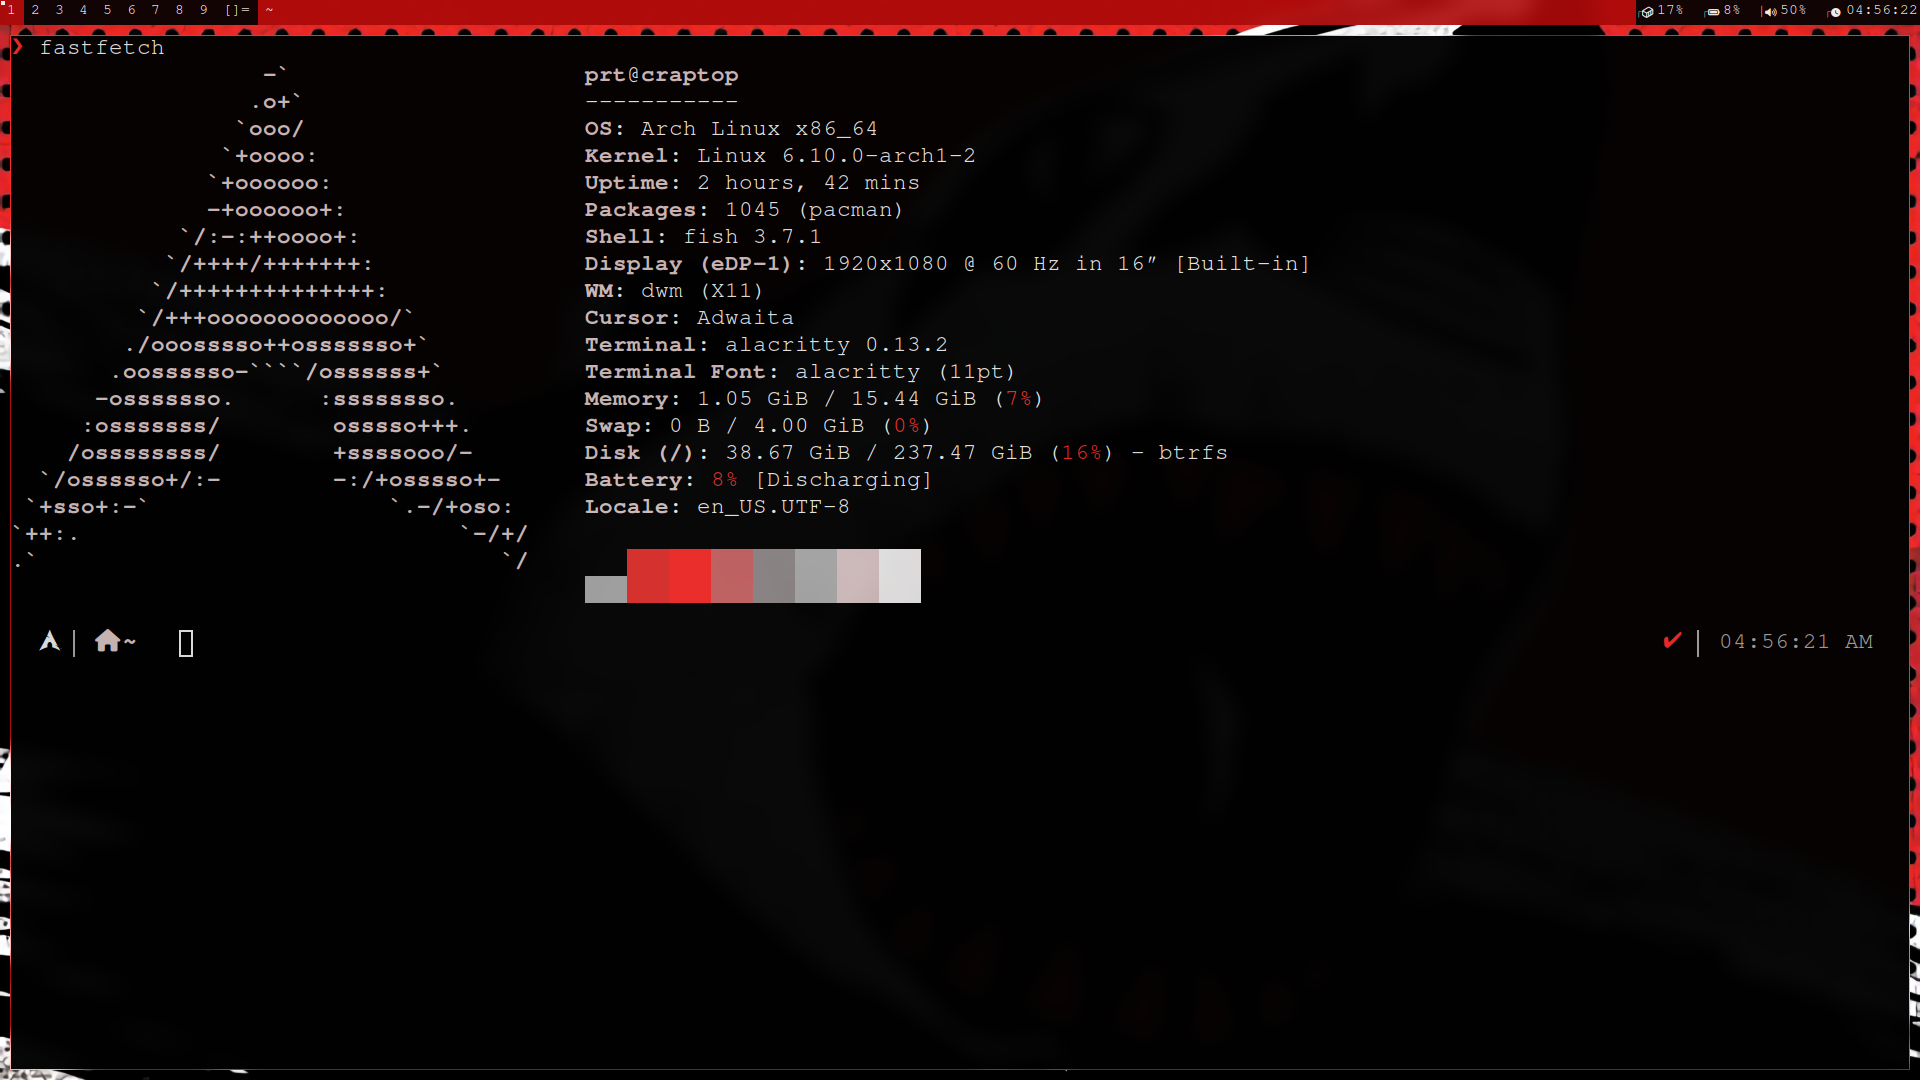 1 2 3 4 5 6 7 8 9 []= ~ 17% 8% 50% 04:56:22
❯ fastfetch
-`
.o+` prt@craptop
`ooo/ -----------
`+oooo: OS: Arch Linux x86_64
`+oooooo: Kernel: Linux 6.10.0-arch1-2
-+oooooo+: Uptime: 2 hours, 42 mins
`/:-:++oooo+: Packages: 1045 (pacman)
`/++++/+++++++: Shell: fish 3.7.1
`/++++++++++++++: Display (eDP-1): 1920x1080 @ 60 Hz in 16″ [Built-in]
`/+++ooooooooooooo/` WM: dwm (X11)
./ooosssso++osssssso+` Cursor: Adwaita
.oossssso-````/ossssss+` Terminal: alacritty 0.13.2
-osssssso. :ssssssso. Terminal Font: alacritty (11pt)
:osssssss/ osssso+++. Memory: 1.05 GiB / 15.44 GiB (7%)
/ossssssss/ +ssssooo/- Swap: 0 B / 4.00 GiB (0%)
`/ossssso+/:- -:/+osssso+- Disk (/): 38.67 GiB / 237.47 GiB (16%) - btrfs
`+sso+:-` `.-/+oso: Battery: 8% [Discharging]
`++:. `-/+/ Locale: en_US.UTF-8
.` `/
~ ✔ 04:56:21 AM